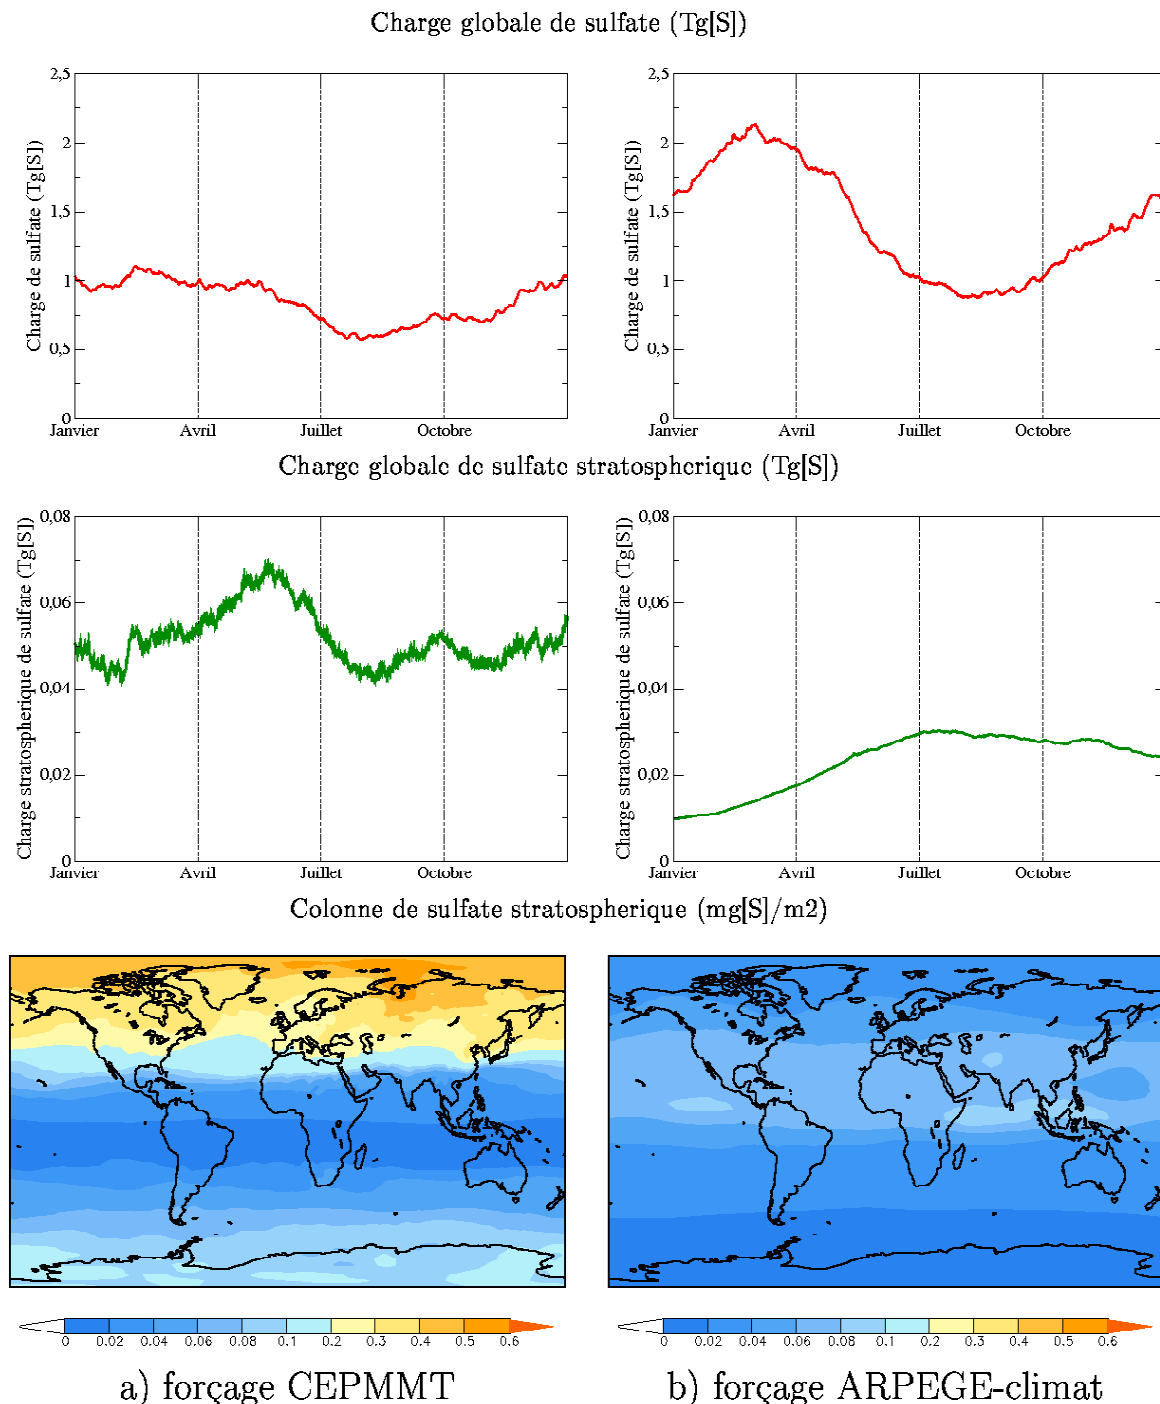 Charge globale de sulfate (Tg[S])
Charge de sulfate (Tg[S])
2,5
2
1,5
1
0,5
0
Janvier Avril Juillet Octobre
Charge de sulfate (Tg[S])
2,5
2
1,5
1
0,5
0
Janvier Avril Juillet Octobre
Charge globale de sulfate stratospherique (Tg[S])
Charge stratospherique de sulfate (Tg[S])
0,08
0,06
0,04
0,02
0
Janvier Avril Juillet Octobre
Charge stratospherique de sulfate (Tg[S])
0,08
0,06
0,04
0,02
0
Janvier Avril Juillet Octobre
Colonne de sulfate stratospherique (mg[S]/m2)
0 0.02 0.04 0.06 0.08 0.1 0.2 0.3 0.4 0.5 0.6
0 0.02 0.04 0.06 0.08 0.1 0.2 0.3 0.4 0.5 0.6
a) forçage CEPMMT
b) forçage ARPEGE-climat